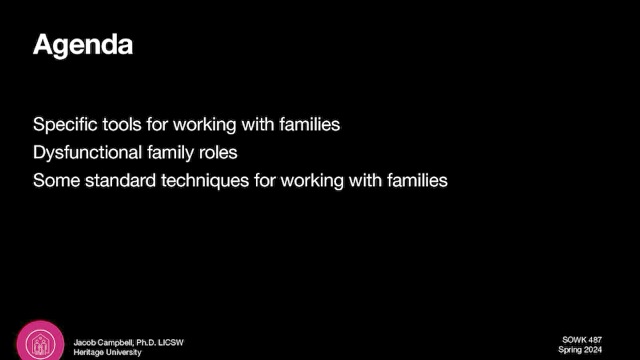 Agenda
Specific tools for working with families
Dysfunctional family roles
Some standard techniques for working with families
Jacob Campbell, Ph.D. LICSW
Heritage University
SOWK 487
Spring 2024